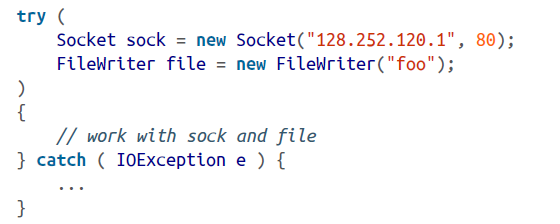 try (
    Socket sock = new Socket("128.252.120.1", 80);
    FileWriter file = new FileWriter("foo");
)
{
    // work with sock and file
} catch ( IOException e ) {
    ...
}